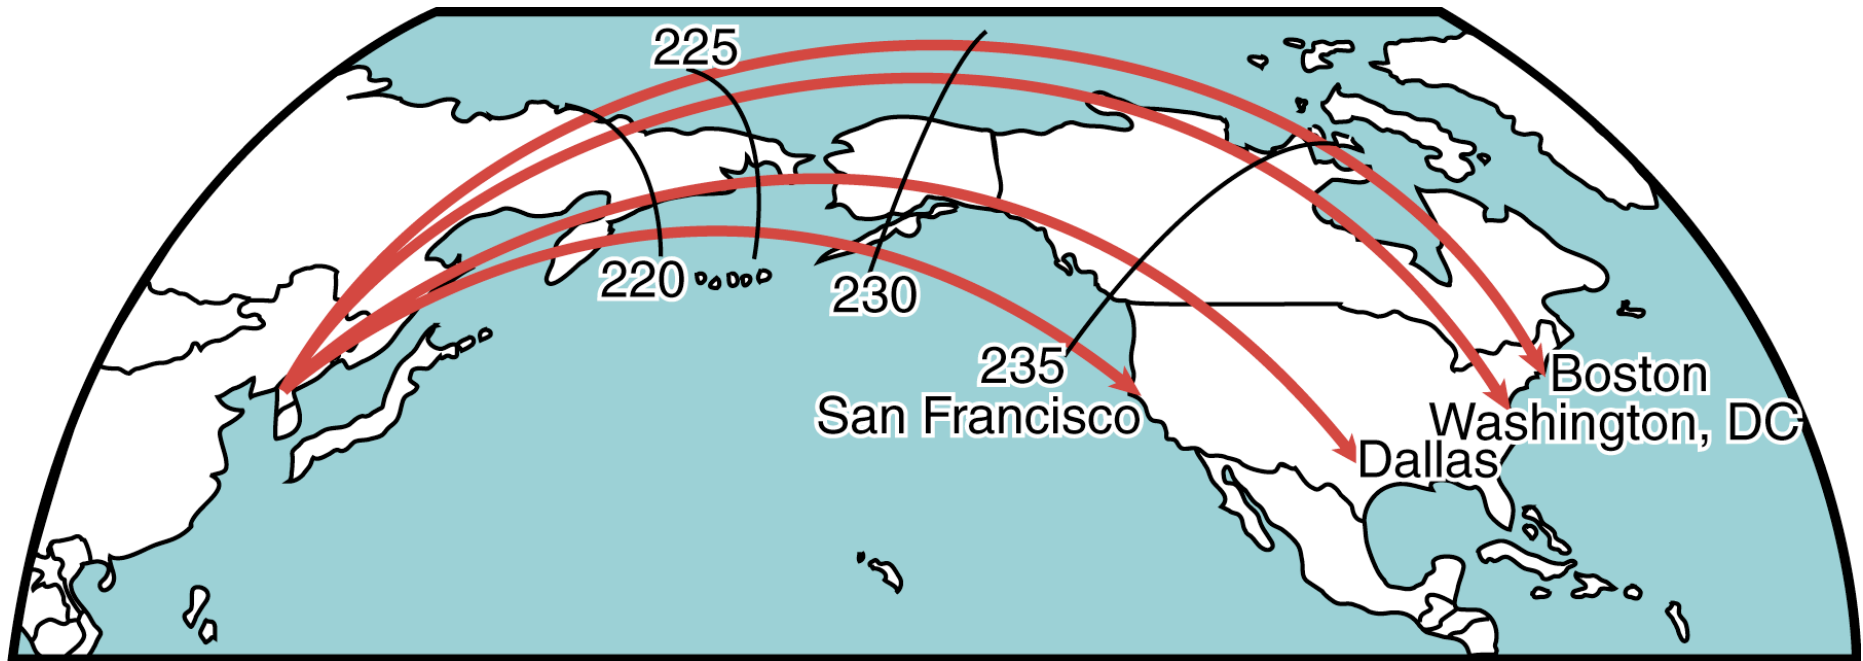 225
220
230
235
San Francisco
Boston
Washington, DC
Dallas